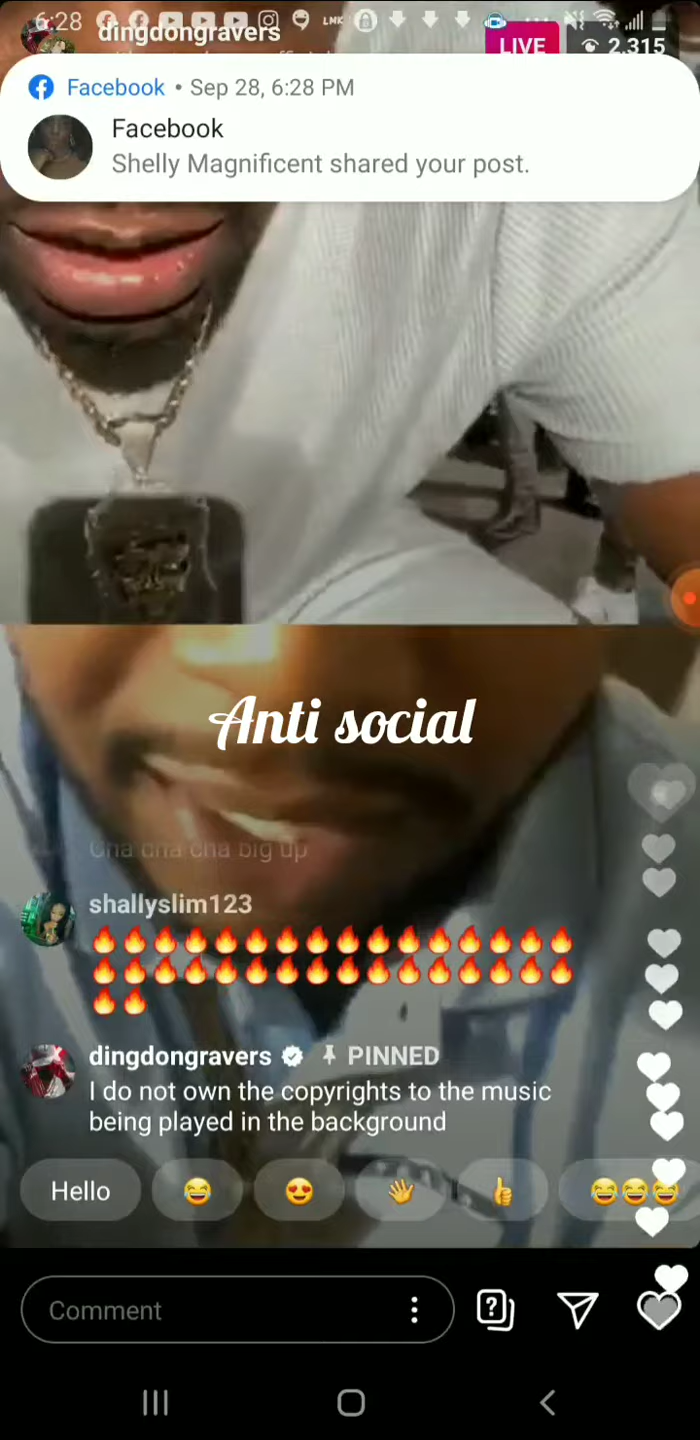 6:28
LMK
dingdongravers
LIVE
2,315
Facebook • Sep 28, 6:28 PM
Facebook
Shelly Magnificent shared your post.
Anti social
Cha cha cha big up
shallyslim123
🔥🔥🔥🔥🔥🔥🔥🔥🔥🔥🔥🔥🔥🔥🔥🔥
🔥🔥🔥🔥🔥🔥🔥🔥🔥🔥🔥🔥🔥🔥🔥🔥
🔥🔥
dingdongravers PINNED
I do not own the copyrights to the music
being played in the background
Hello 😂 😍 👋 👍 😂😂😂
Comment